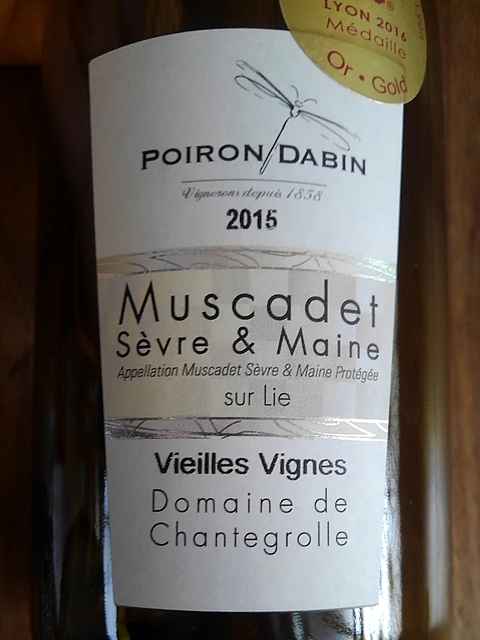 LYON 2016
Médaille
Or • Gold
POIRON DABIN
Vignerons depuis 1858
2015
Muscadet
Sèvre & Maine
Appellation Muscadet Sèvre & Maine Protégée
sur Lie
Vieilles Vignes
Domaine de
Chantegrolle